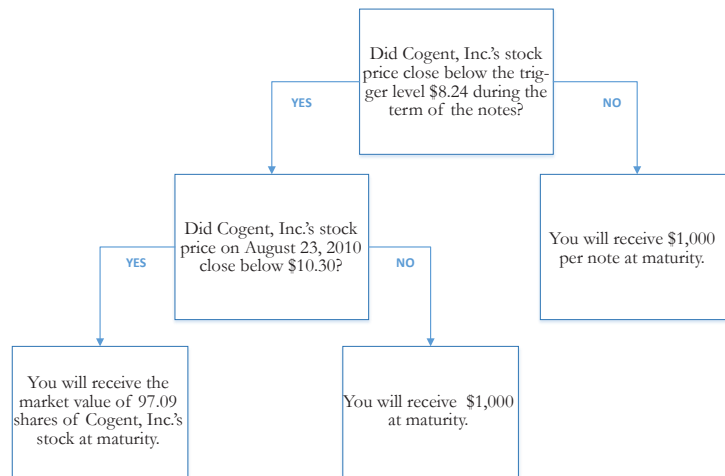 Did Cogent, Inc.'s stock
price close below the trig-
ger level $8.24 during the
term of the notes?
YES
NO
Did Cogent, Inc.'s stock
price on August 23, 2010
close below $10.30?
You will receive $1,000
per note at maturity.
YES
NO
You will receive the
market value of 97.09
shares of Cogent, Inc.'s
stock at maturity.
You will receive $1,000
at maturity.